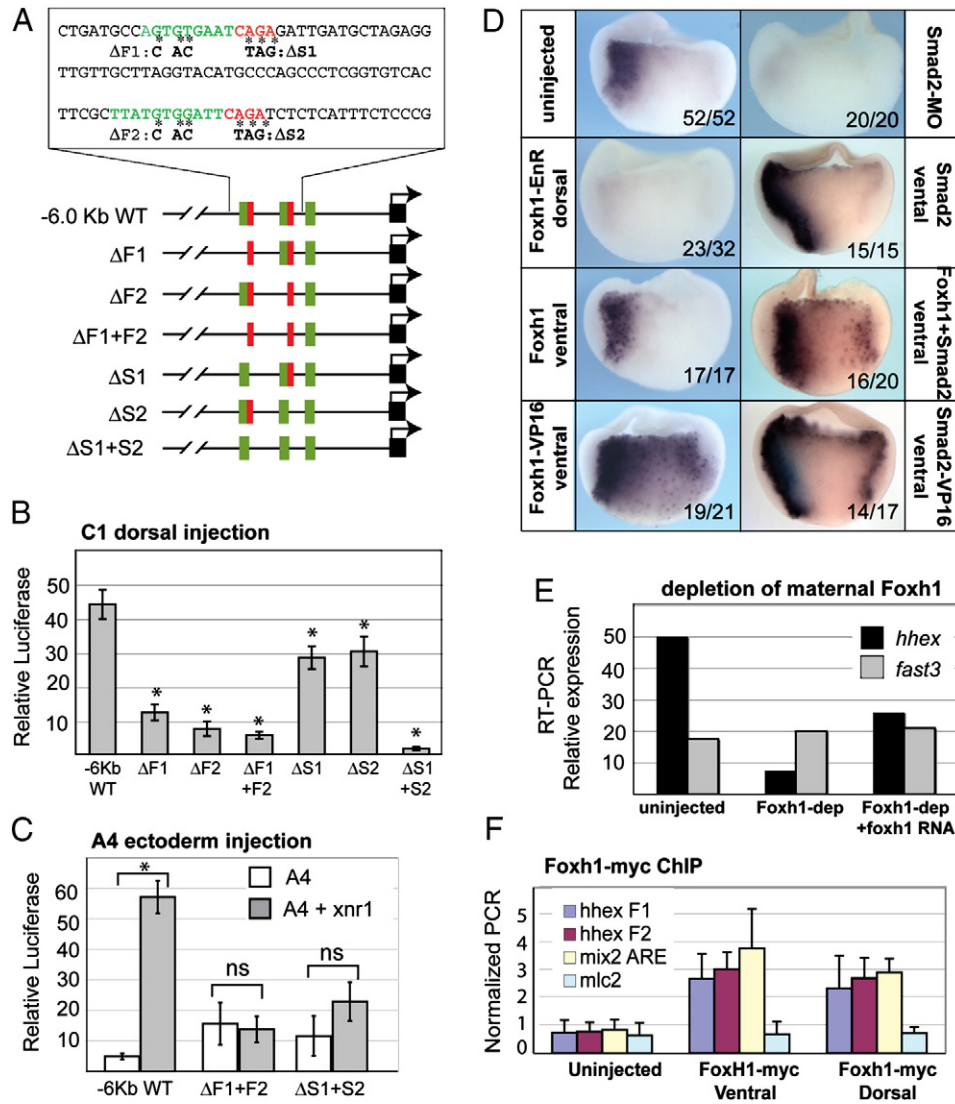 A
CTGATGCCAGTGTGAATCAGAGATTGATGCTAGAGG
* ** * * *
ΔF1:C AC TAG:ΔS1
TTGTTGCTTAGGTACATGCCCAGCCCTCGGTGTCAC
TTCGCTTATGTGGATTCAGATCTCTCATTTCTCCCG
* ** * * *
ΔF2:C AC TAG:ΔS2
-6.0 Kb WT
ΔF1
ΔF2
ΔF1+F2
ΔS1
ΔS2
ΔS1+S2
B
C1 dorsal injection
Relative Luciferase
50
40
30
20
10
* * * * * *
-6Kb WT
ΔF1
ΔF2
ΔF1 +F2
ΔS1
ΔS2
ΔS1 +S2
C
A4 ectoderm injection
Relative Luciferase
60
50
40
30
20
10
*
ns
ns
A4
A4 + xnr1
-6Kb WT
ΔF1+F2
ΔS1+S2
D
uninjected
52/52
20/20
Smad2-MO
Foxh1-EnR dorsal
23/32
15/15
Smad2 vental
Foxh1 ventral
17/17
16/20
Foxh1+Smad2 ventral
Foxh1-VP16 ventral
19/21
14/17
Smad2-VP16 ventral
E
depletion of maternal Foxh1
RT-PCR
Relative expression
50
40
30
20
10
hhex
fast3
uninjected
Foxh1-dep
Foxh1-dep
+foxh1 RNA
F
Foxh1-myc ChIP
Normalized PCR
5
4
3
2
1
0
hhex F1
hhex F2
mix2 ARE
mlc2
Uninjected
FoxH1-myc Ventral
Foxh1-myc Dorsal